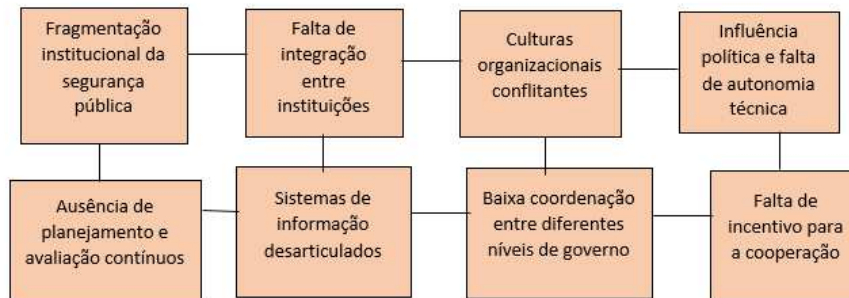 Fragmentação
institucional da
segurança
pública
Falta de
integração
entre
instituições
Culturas
organizacionais
conflitantes
Influência
política e falta
de autonomia
técnica
Ausência de
planejamento e
avaliação contínuos
Sistemas de
informação
desarticulados
Baixa coordenação
entre diferentes
níveis de governo
Falta de
incentivo para
a cooperação